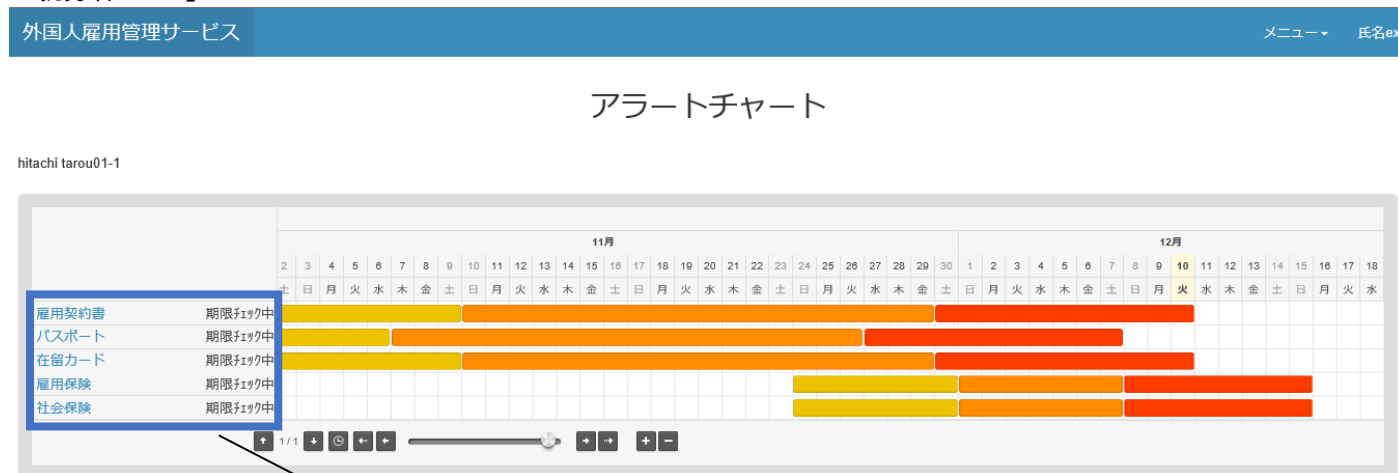 外国人雇用管理サービス メニュー 氏名ex
アラートチャート
hitachi tarou01-1
11月 12月
2 3 4 5 6 7 8 9 10 11 12 13 14 15 16 17 18 19 20 21 22 23 24 25 26 27 28 29 30 1 2 3 4 5 6 7 8 9 10 11 12 13 14 15 16 17 18
土 日 月 火 水 木 金 土 日 月 火 水 木 金 土 日 月 火 水 木 金 土 日 月 火 水 木 金 土 日 月 火 水 木 金 土 日 月 火 水 木 金 土 日 月 火 水
雇用契約書 期限ﾁｪｯｸ中
パスポート 期限ﾁｪｯｸ中
在留カード 期限ﾁｪｯｸ中
雇用保険 期限ﾁｪｯｸ中
社会保険 期限ﾁｪｯｸ中
1/1